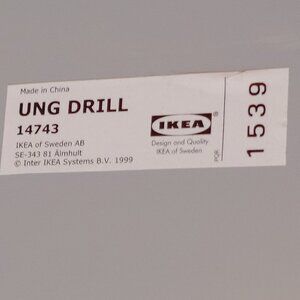 Made in China
UNG DRILL
14743
IKEA of Sweden AB
SE-343 81 Älmhult
© Inter IKEA Systems B.V. 1999
IKEA®
Design and Quality
IKEA of Sweden
PQR
1539